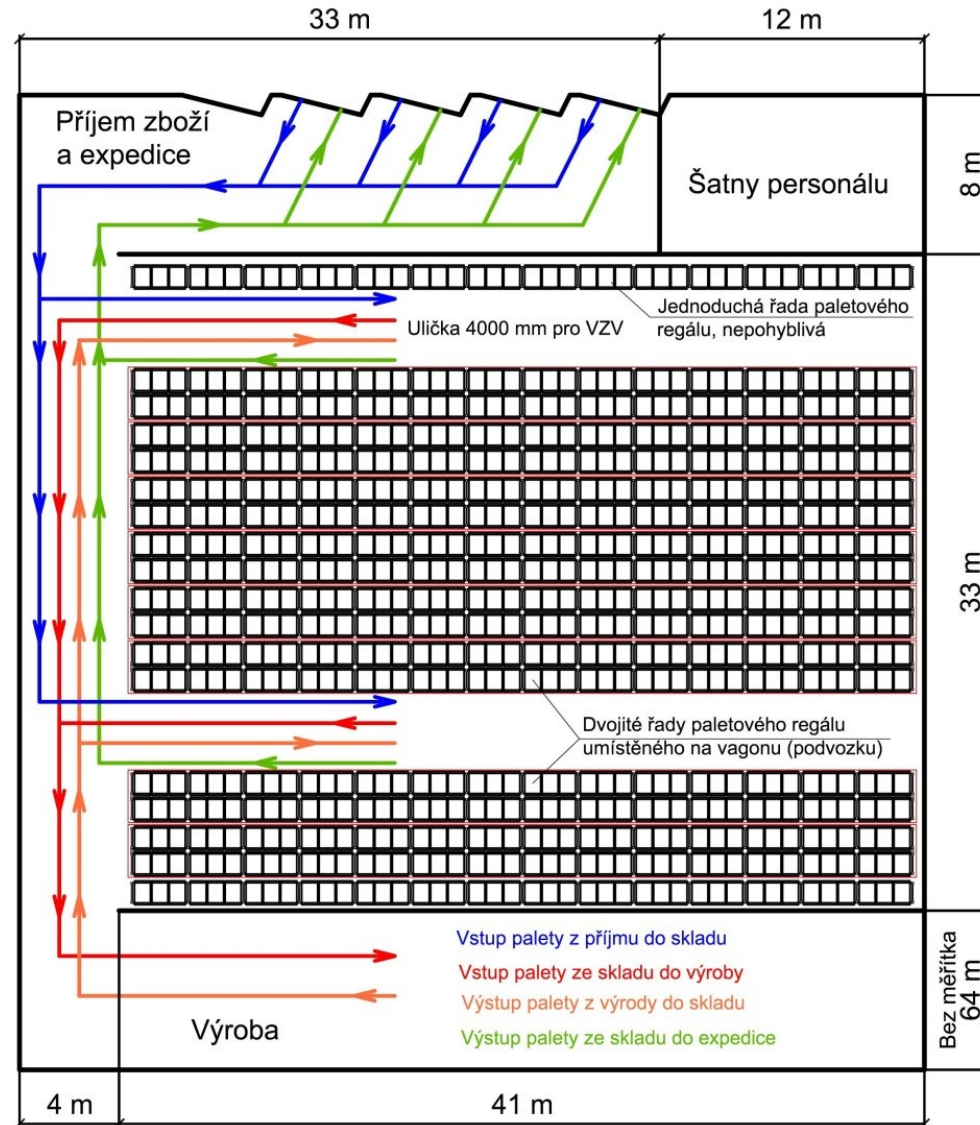 33 m
12 m
Příjem zboží
a expedice
Šatny personálu
8 m
Jednoduchá řada paletového
regálu, nepohyblivá
Ulička 4000 mm pro VZV
33 m
Dvojité řady paletového regálu
umístěného na vagonu (podvozku)
Vstup palety z příjmu do skladu
Vstup palety ze skladu do výroby
Výstup palety z výrody do skladu
Výstup palety ze skladu do expedice
Výroba
Bez měřítka
64 m
4 m
41 m